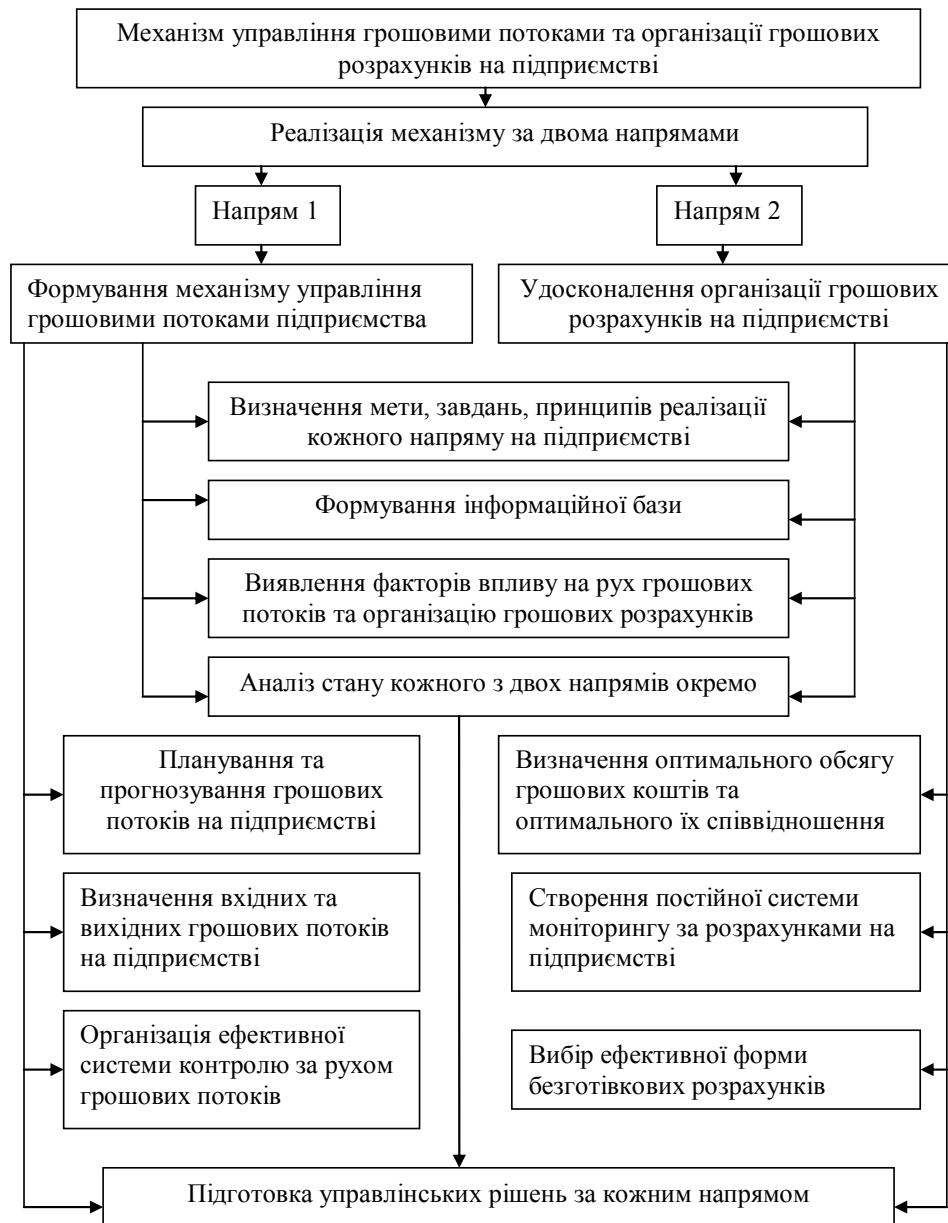 Механізм управління грошовими потоками та організації грошових
розрахунків на підприємстві
Реалізація механізму за двома напрямами
Напрям 1
Напрям 2
Формування механізму управління
грошовими потоками підприємства
Удосконалення організації грошових
розрахунків на підприємстві
Визначення мети, завдань, принципів реалізації
кожного напряму на підприємстві
Формування інформаційної бази
Виявлення факторів впливу на рух грошових
потоків та організацію грошових розрахунків
Аналіз стану кожного з двох напрямів окремо
Планування та
прогнозування грошових
потоків на підприємстві
Визначення оптимального обсягу
грошових коштів та
оптимального їх співвідношення
Визначення вхідних та
вихідних грошових потоків
на підприємстві
Створення постійної системи
моніторингу за розрахунками на
підприємстві
Організація ефективної
системи контролю за рухом
грошових потоків
Вибір ефективної форми
безготівкових розрахунків
Підготовка управлінських рішень за кожним напрямом